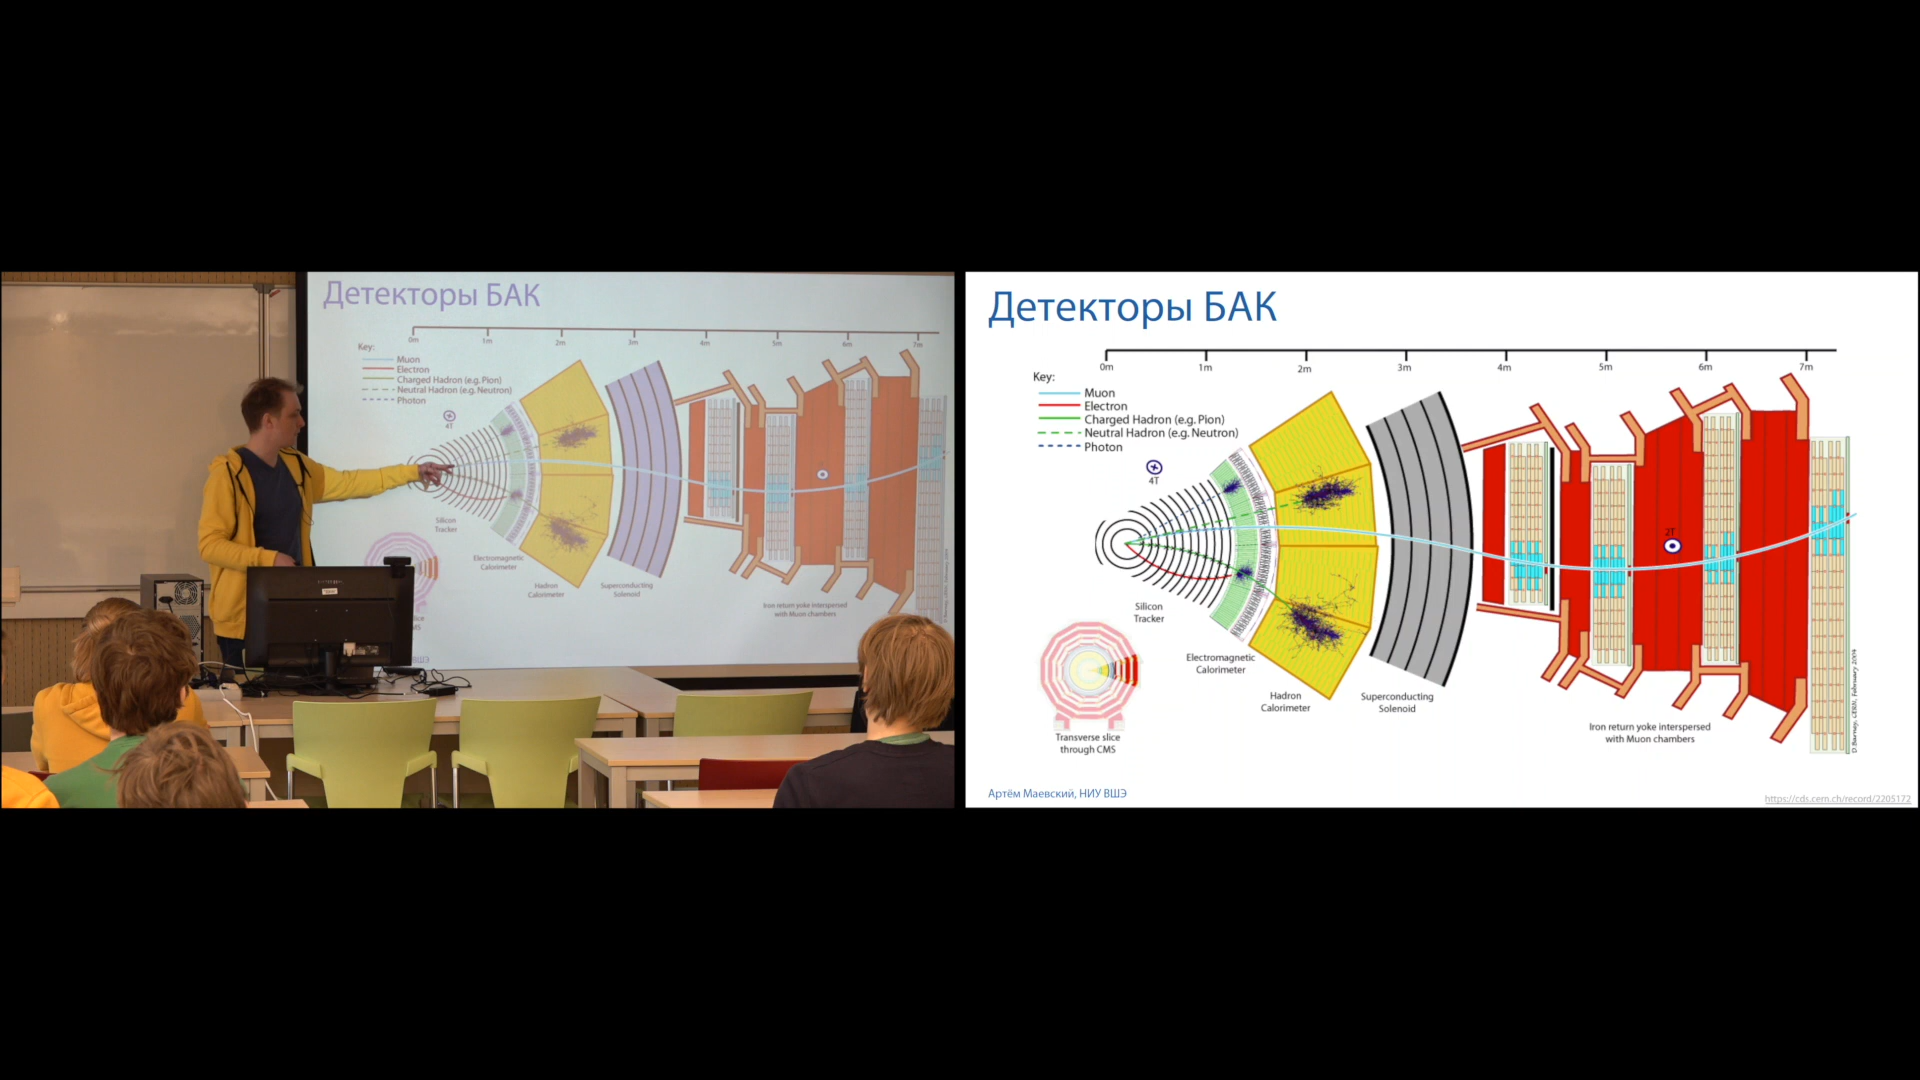 Детекторы БАК
0m 1m 2m 3m 4m 5m 6m 7m
Key:
Muon
Electron
Charged Hadron (e.g. Pion)
Neutral Hadron (e.g. Neutron)
Photon
4T
Silicon
Tracker
Electromagnetic
Calorimeter
Hadron
Calorimeter
Superconducting
Solenoid
Iron return yoke interspersed
with Muon chambers
ВШЭ
Детекторы БАК
0m 1m 2m 3m 4m 5m 6m 7m
Key:
Muon
Electron
Charged Hadron (e.g. Pion)
Neutral Hadron (e.g. Neutron)
Photon
4T
2T
Silicon
Tracker
Electromagnetic
Calorimeter
Hadron
Calorimeter
Superconducting
Solenoid
Iron return yoke interspersed
with Muon chambers
Transverse slice
through CMS
D. Barney, CERN, February 2004
Артём Маевский, НИУ ВШЭ
https://cds.cern.ch/record/2205172